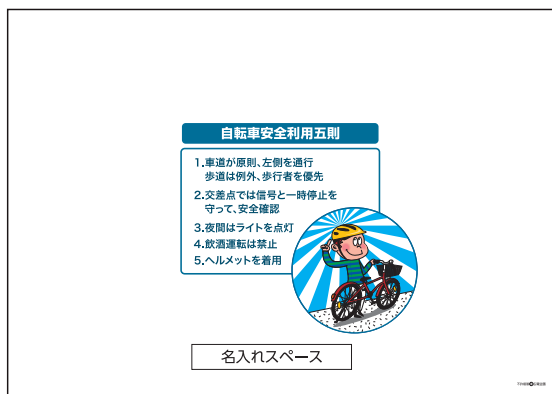 自転車安全利用五則
1.車道が原則、左側を通行
歩道は例外、歩行者を優先
2.交差点では信号と一時停止を
守って、安全確認
3.夜間はライトを点灯
4.飲酒運転は禁止
5.ヘルメットを着用
名入れスペース